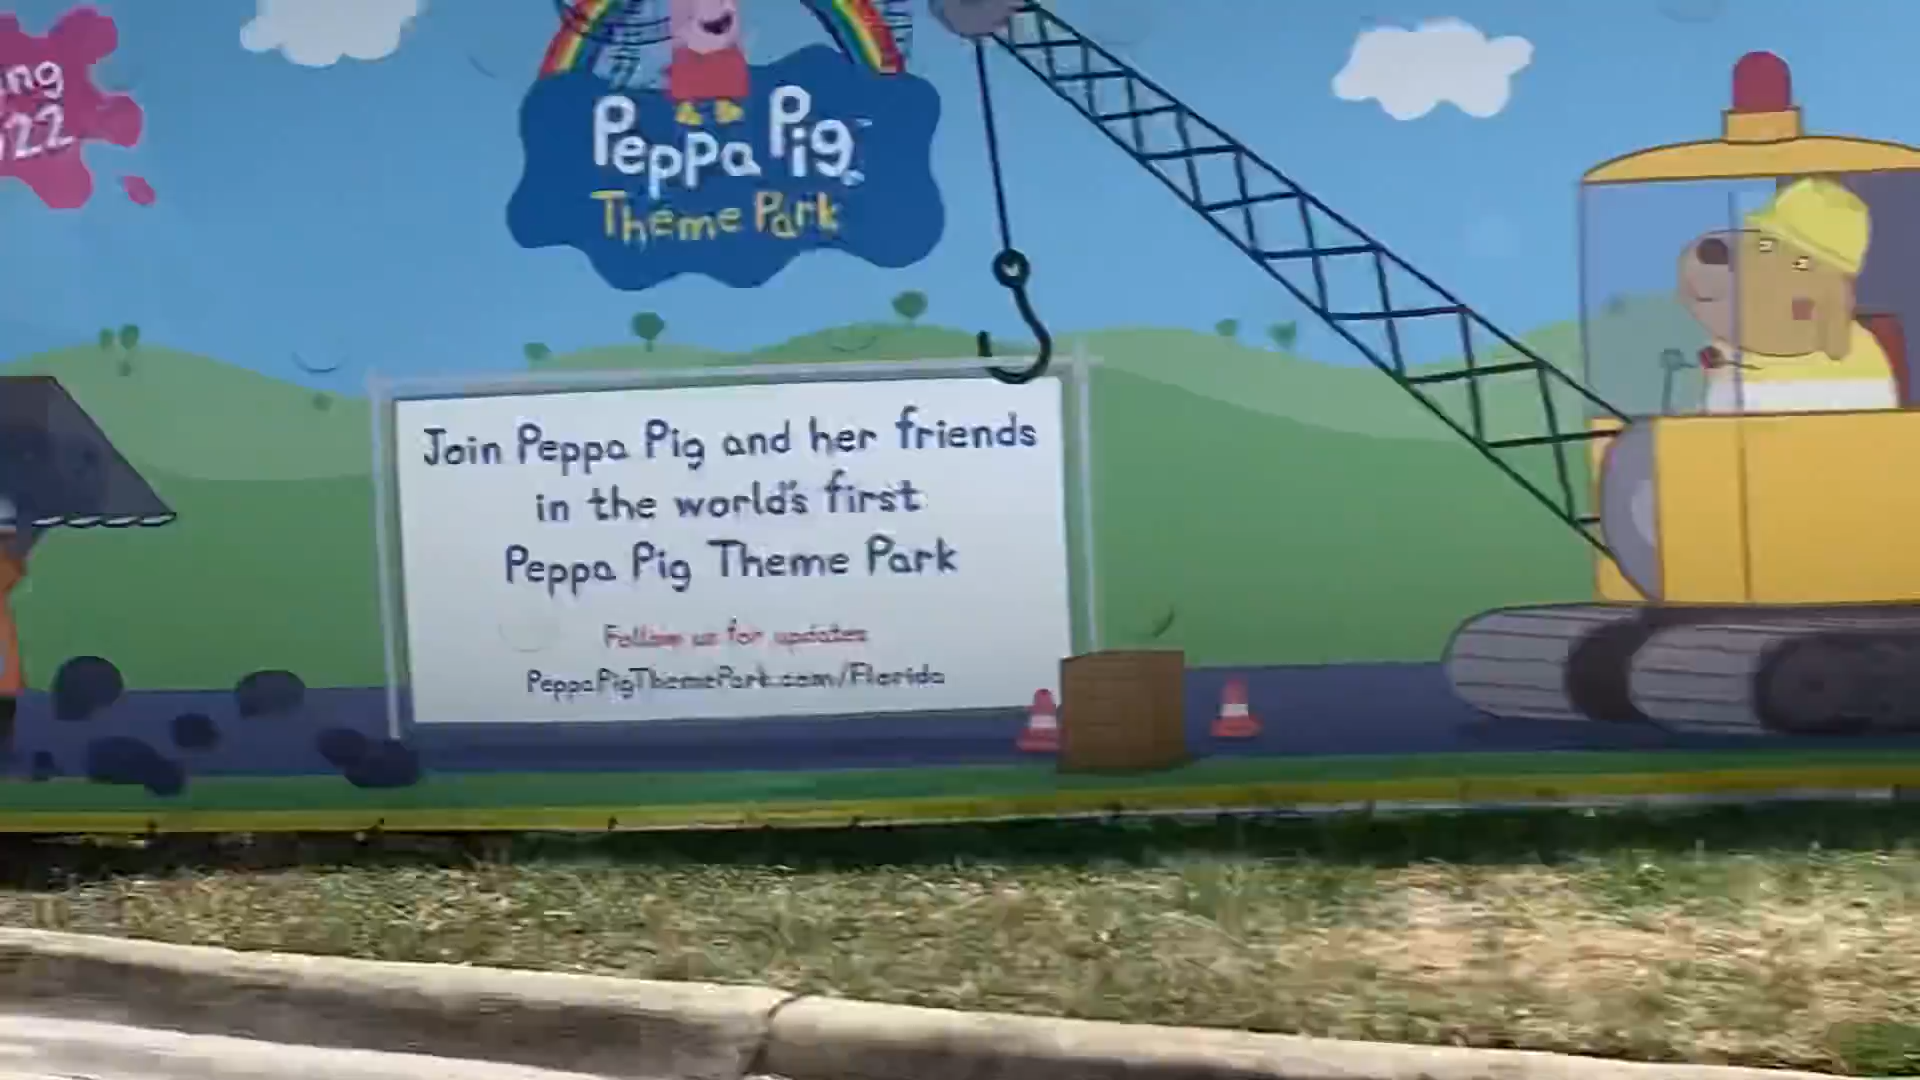 Peppa Pig
Theme Park
Join Peppa Pig and her friends
in the world's first
Peppa Pig Theme Park
Follow us for updates
PeppaPigThemePark.com/Florida